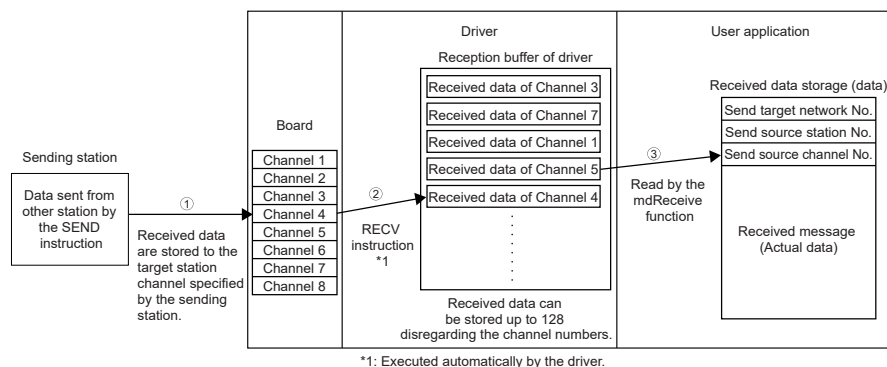 Driver
User application
Reception buffer of driver
Received data of Channel 3
Received data of Channel 7
Received data of Channel 1
Received data of Channel 5
Received data of Channel 4
Received data can
be stored up to 128
disregarding the channel numbers.
Board
Channel 1
Channel 2
Channel 3
Channel 4
Channel 5
Channel 6
Channel 7
Channel 8
Sending station
Data sent from
other station by
the SEND
instruction
①
Received data
are stored to the
target station
channel specified
by the sending
station.
②
RECV
instruction
*1
③
Read by the
mdReceive
function
Received data storage (data)
Send target network No.
Send source station No.
Send source channel No.
Received message
(Actual data)
*1: Executed automatically by the driver.